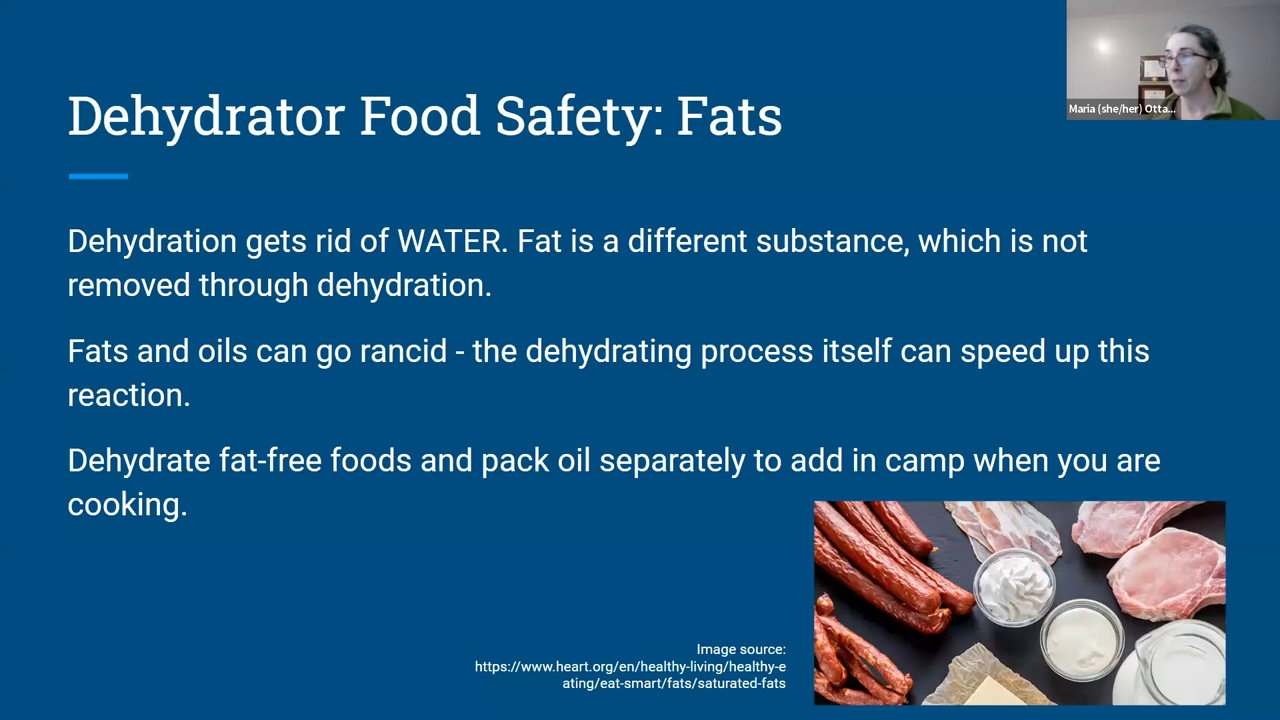 Dehydrator Food Safety: Fats
Maria (she/her) Otta...
Dehydration gets rid of WATER. Fat is a different substance, which is not
removed through dehydration.
Fats and oils can go rancid - the dehydrating process itself can speed up this
reaction.
Dehydrate fat-free foods and pack oil separately to add in camp when you are
cooking.
Image source:
https://www.heart.org/en/healthy-living/healthy-e
ating/eat-smart/fats/saturated-fats